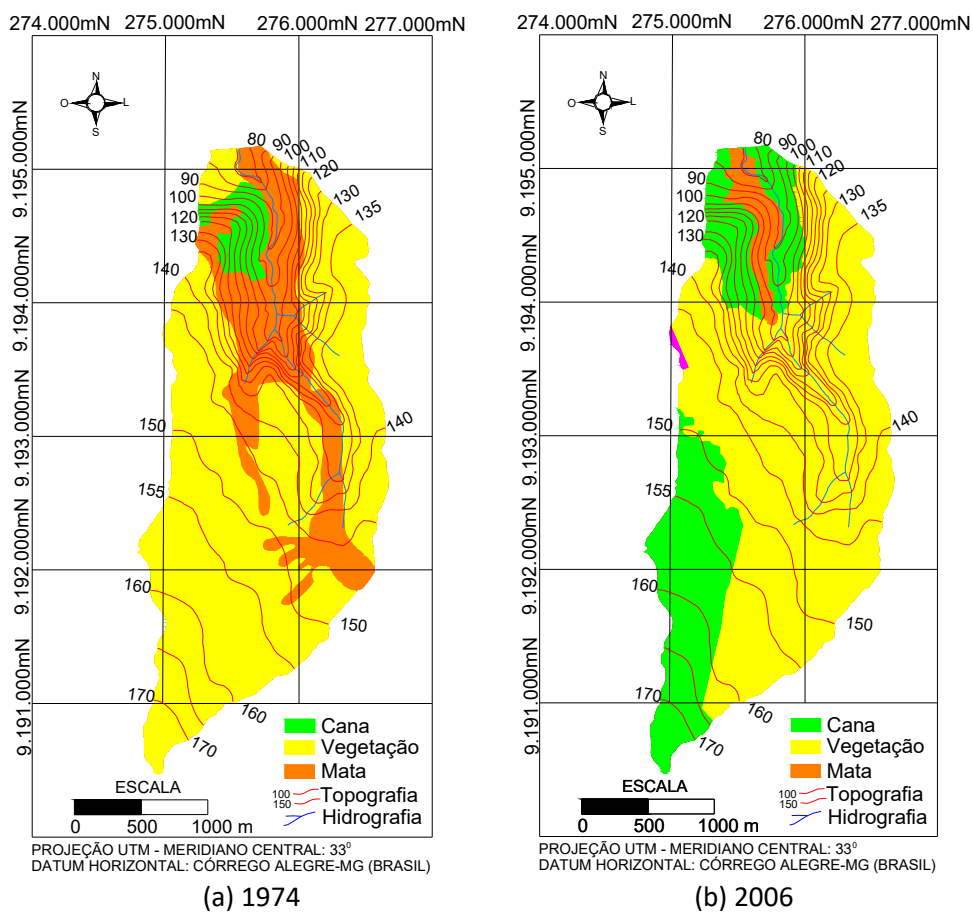 274.000mN 275.000mN 276.000mN 277.000mN
N
O L
S
9.195.000mN
9.194.000mN
9.193.000mN
9.192.000mN
9.191.000mN
80
90
100
110
120
130
135
90
100
120
130
140
150
155
160
170
140
150
160
170
Cana
Vegetação
Mata
100
150
Topografia
Hidrografia
ESCALA
0 500 1000 m
PROJEÇÃO UTM - MERIDIANO CENTRAL: 33°
DATUM HORIZONTAL: CÓRREGO ALEGRE-MG (BRASIL)
(a) 1974
274.000mN 275.000mN 276.000mN 277.000mN
N
O L
S
9.195.000mN
9.194.000mN
9.193.000mN
9.192.000mN
9.191.000mN
80
90
100
110
120
130
135
90
100
120
130
140
150
155
160
170
140
150
160
170
Cana
Vegetação
Mata
100
150
Topografia
Hidrografia
ESCALA
0 500 1000 m
PROJEÇÃO UTM - MERIDIANO CENTRAL: 33°
DATUM HORIZONTAL: CÓRREGO ALEGRE-MG (BRASIL)
(b) 2006